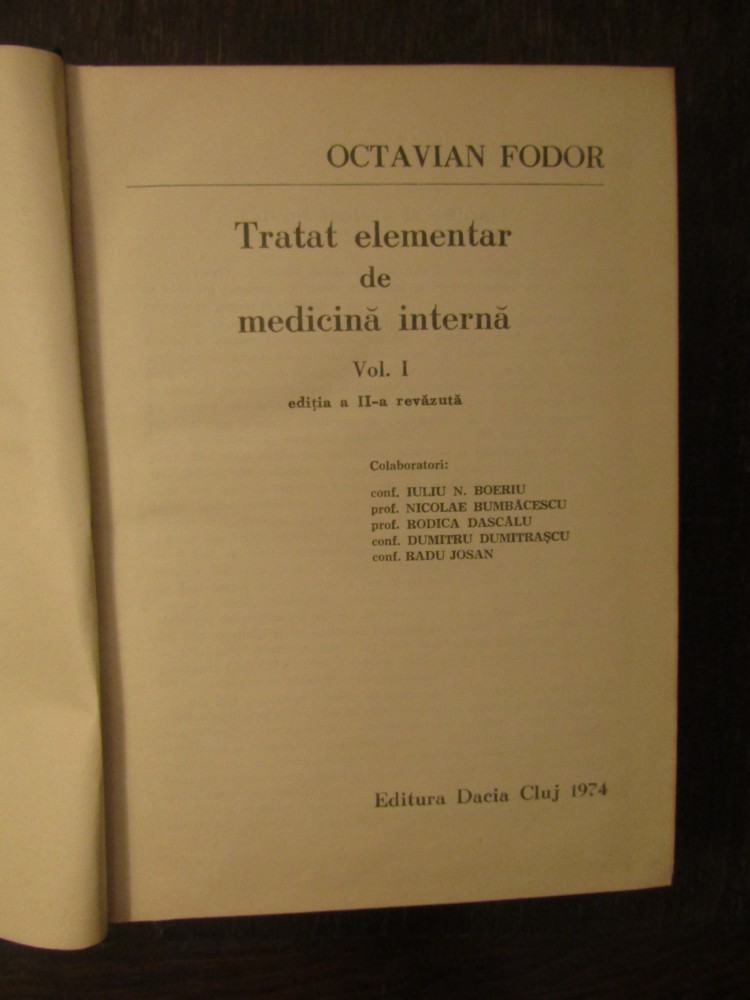 OCTAVIAN FODOR
Tratat elementar
de
medicină internă
Vol. I
ediția a II-a revăzută
Colaboratori:
conf. IULIU N. BOERIU
prof. NICOLAE BUMBĂCESCU
prof. RODICA DASCĂLU
conf. DUMITRU DUMITRAȘCU
conf. RADU JOSAN
Editura Dacia Cluj 1974